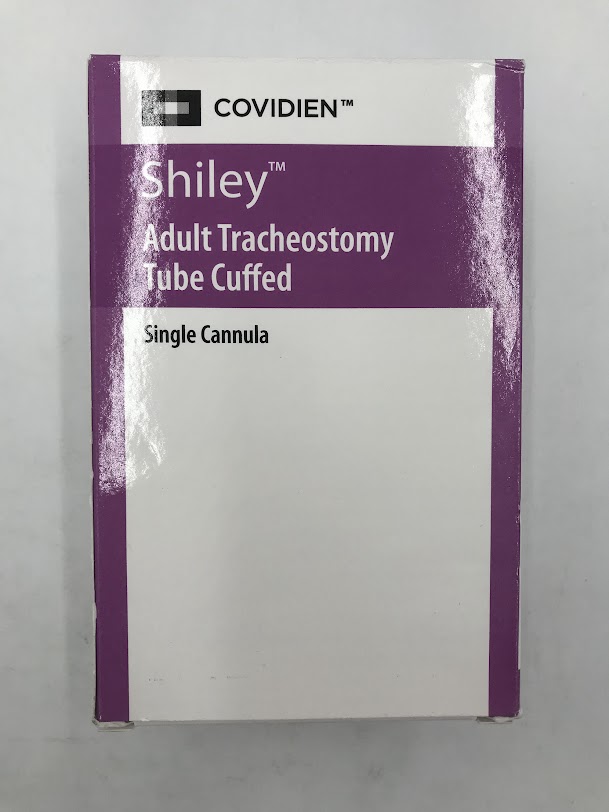 COVIDIEN™
Shiley™
Adult Tracheostomy
Tube Cuffed
Single Cannula